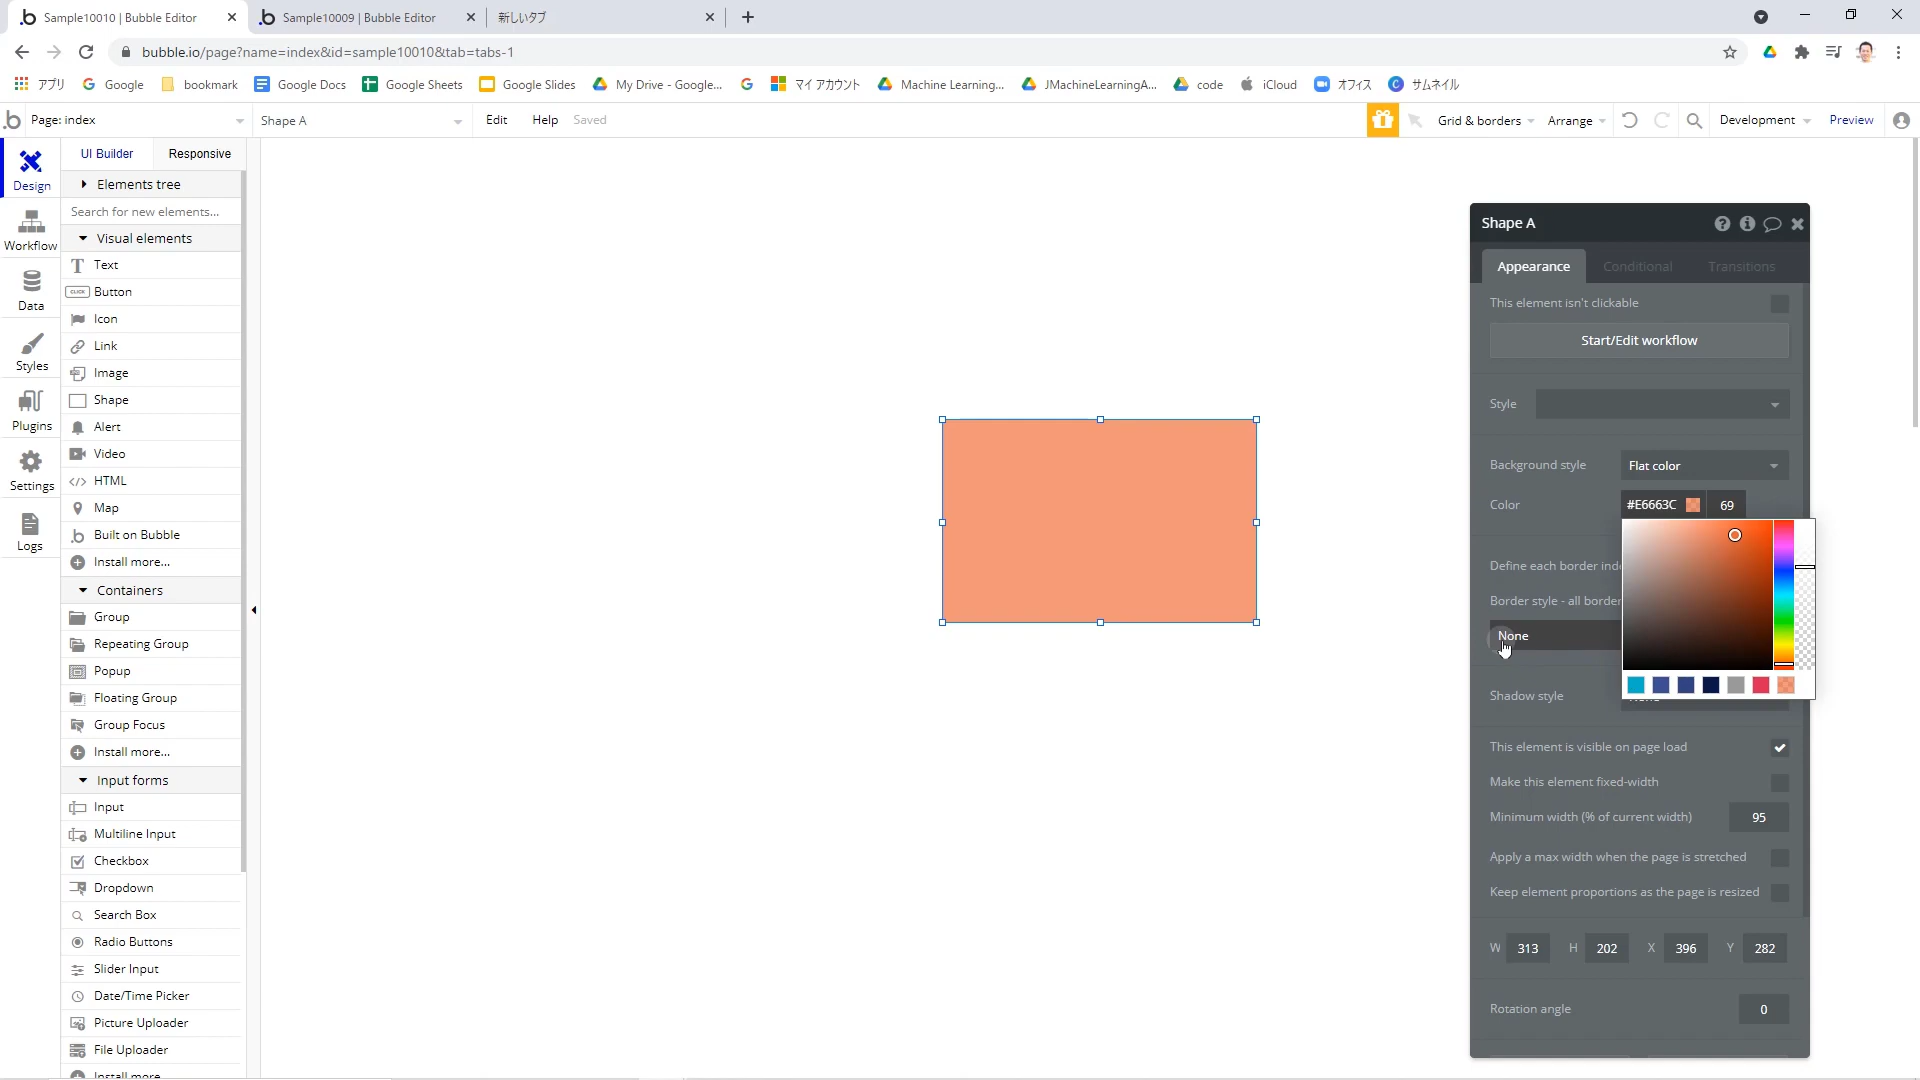 Sample10010 | Bubble Editor
Sample10009 | Bubble Editor
新しいタブ
bubble.io/page?name=index&id=sample10010&tab=tabs-1
アプリ
Google
bookmark
Google Docs
Google Sheets
Google Slides
My Drive - Google...
マイ アカウント
Machine Learning...
JMachineLearningA...
code
iCloud
オフィス
サムネイル
Page: index
Shape A
Edit
Help
Saved
Grid & borders
Arrange
Development
Preview
Design
Workflow
Data
Styles
Plugins
Settings
Logs
UI Builder
Responsive
Elements tree
Search for new elements...
Visual elements
Text
CLICK
Button
Icon
Link
Image
Shape
Alert
Video
HTML
Map
Built on Bubble
Install more...
Containers
Group
Repeating Group
Popup
Floating Group
Group Focus
Install more...
Input forms
Input
Multiline Input
Checkbox
Dropdown
Search Box
Radio Buttons
Slider Input
Date/Time Picker
Picture Uploader
File Uploader
Install more
Shape A
Appearance
Conditional
Transitions
This element isn't clickable
Start/Edit workflow
Style
Background style
Flat color
Color
#E6663C
69
Define each border ind
Border style - all border
None
Shadow style
This element is visible on page load
Make this element fixed-width
Minimum width (% of current width)
95
Apply a max width when the page is stretched
Keep element proportions as the page is resized
W 313 H 202 X 396 Y 282
Rotation angle
0